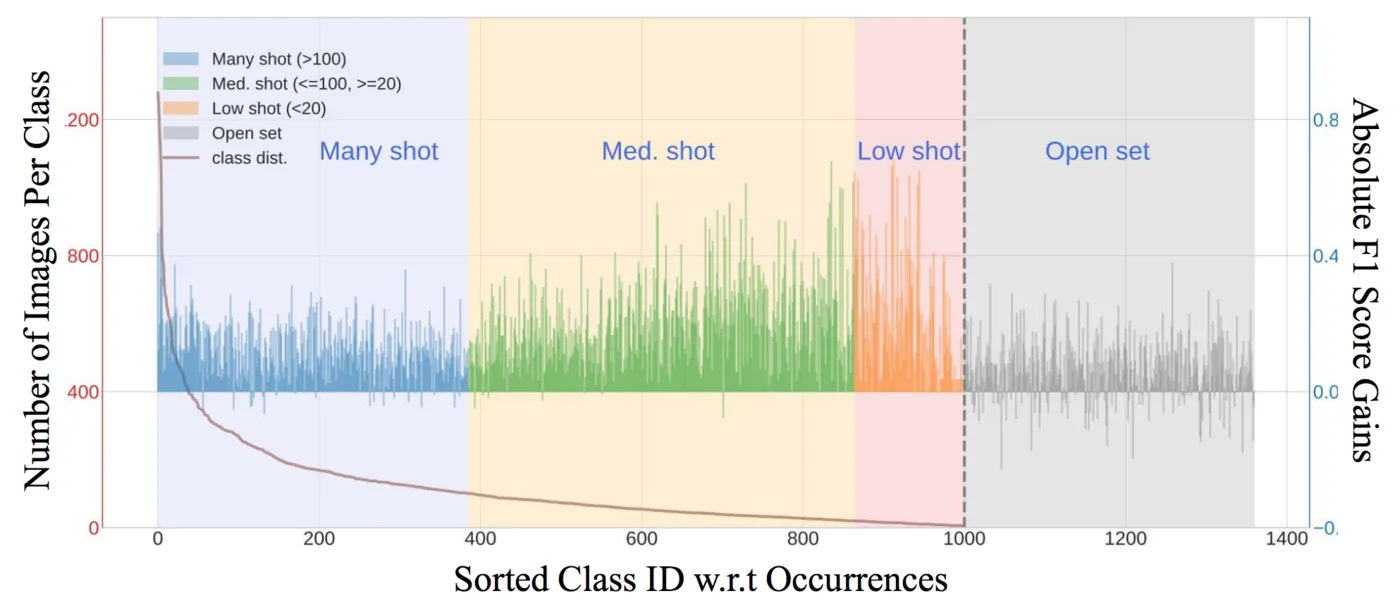 Number of Images Per Class
.200
800
400
0
Many shot (>100)
Med. shot (<=100, >=20)
Low shot (<20)
Open set
class dist.
Many shot
Med. shot
Low shot
Open set
0.8
0.4
0.0
−0.
Absolute F1 Score Gains
0 200 400 600 800 1000 1200 1400
Sorted Class ID w.r.t Occurrences